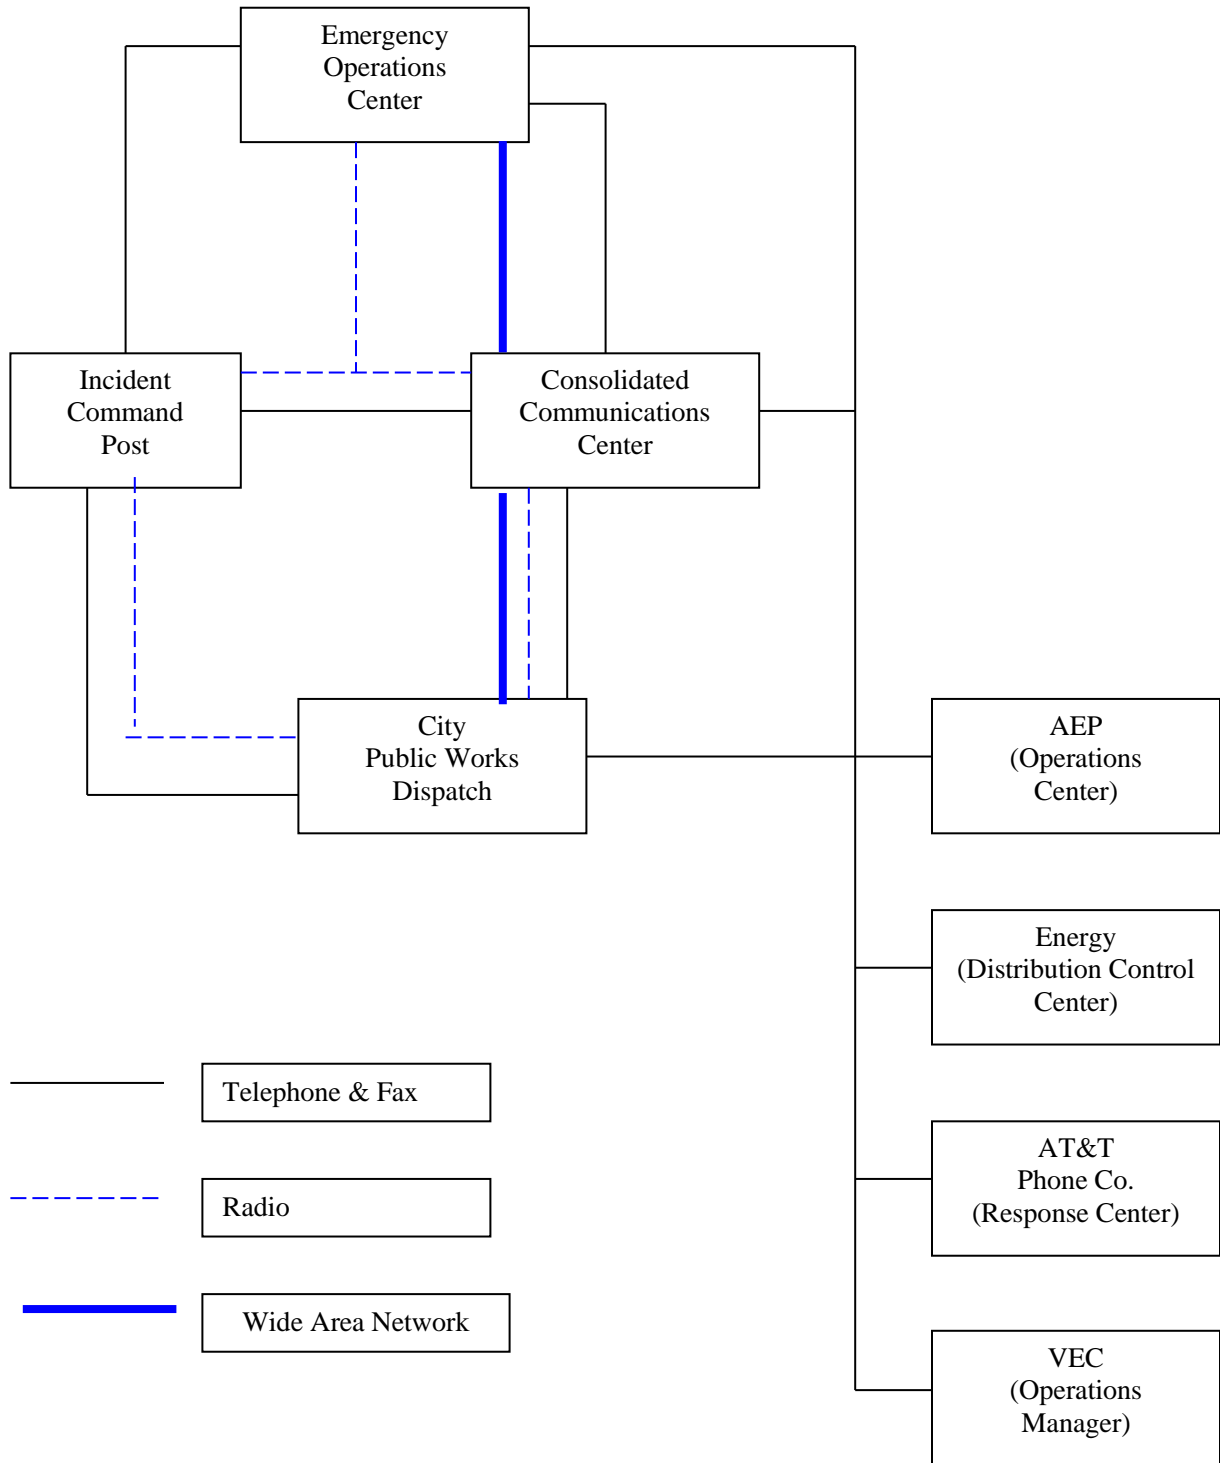 Emergency
Operations
Center
Incident
Command
Post
Consolidated
Communications
Center
City
Public Works
Dispatch
AEP
(Operations
Center)
Energy
(Distribution Control
Center)
AT&T
Phone Co.
(Response Center)
VEC
(Operations
Manager)
Telephone & Fax
Radio
Wide Area Network